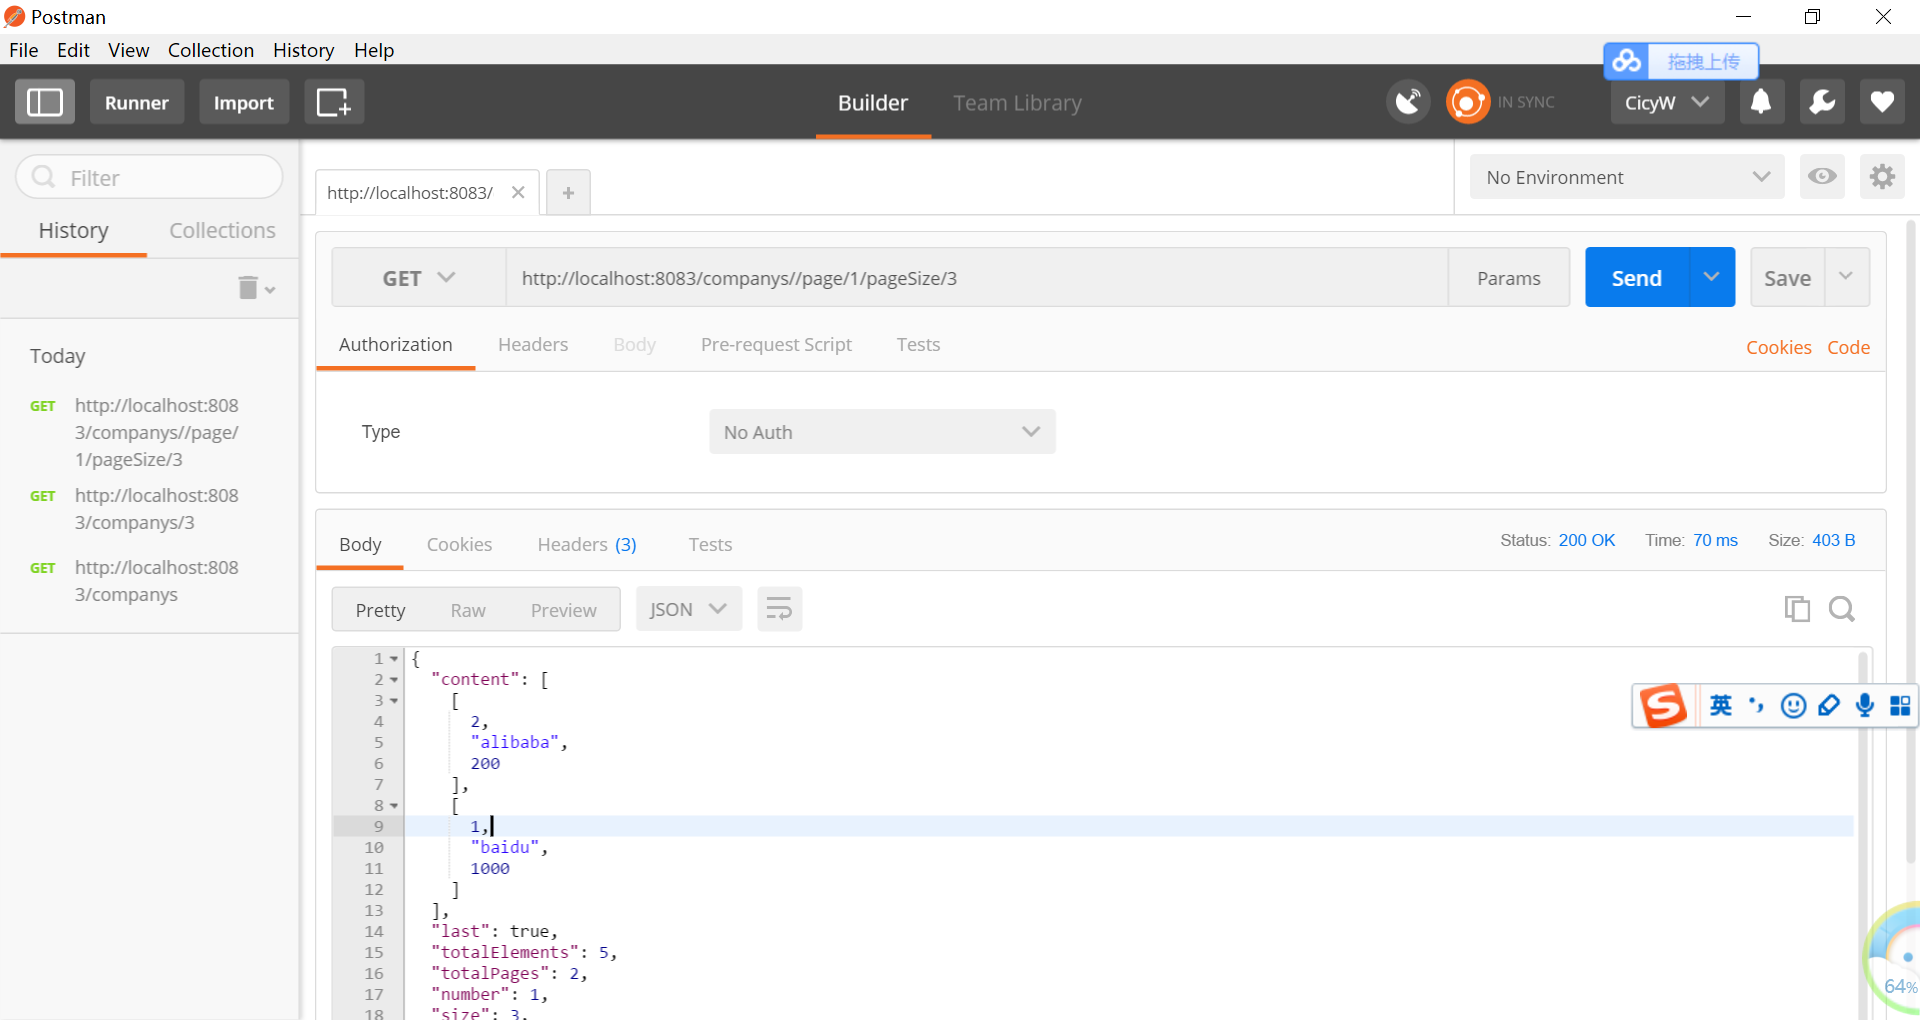 Postman
File Edit View Collection History Help
拖拽上传
Runner Import Builder Team Library IN SYNC CicyW
Filter
http://localhost:8083/
No Environment
History Collections
GET http://localhost:8083/companys//page/1/pageSize/3 Params Send Save
Authorization Headers Body Pre-request Script Tests Cookies Code
Today
GET http://localhost:808
3/companys//page/
1/pageSize/3
GET http://localhost:808
3/companys/3
GET http://localhost:808
3/companys
Type No Auth
Body Cookies Headers (3) Tests Status: 200 OK Time: 70 ms Size: 403 B
Pretty Raw Preview JSON
1 {
2 "content": [
3 [
4 2,
5 "alibaba",
6 200
7 ],
8 [
9 1,
10 "baidu",
11 1000
12 ]
13 ],
14 "last": true,
15 "totalElements": 5,
16 "totalPages": 2,
17 "number": 1,
18 "size": 3,
英
64%